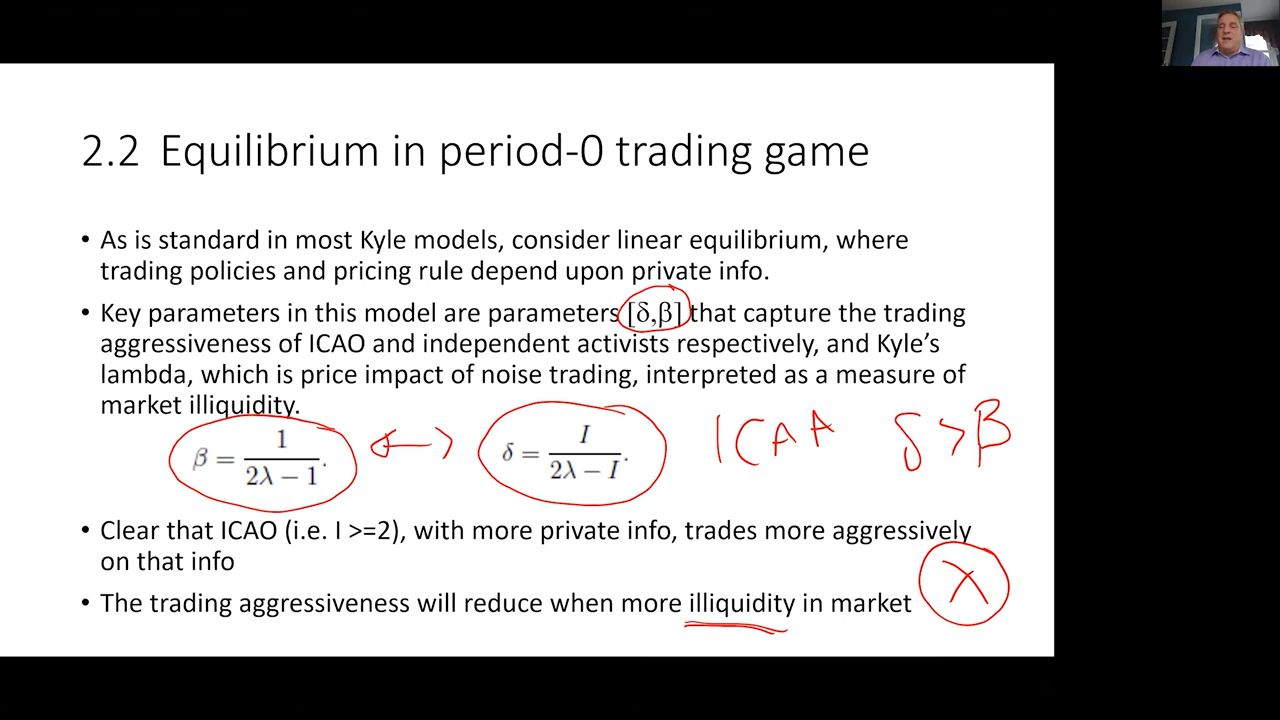 2.2 Equilibrium in period-0 trading game
• As is standard in most Kyle models, consider linear equilibrium, where
trading policies and pricing rule depend upon private info.
• Key parameters in this model are parameters [δ,β] that capture the trading
aggressiveness of ICAO and independent activists respectively, and Kyle's
lambda, which is price impact of noise trading, interpreted as a measure of
market illiquidity.
β = 1 / (2λ − 1). ↔ δ = I / (2λ − I). ICAA δ > β
• Clear that ICAO (i.e. I >=2), with more private info, trades more aggressively
on that info
• The trading aggressiveness will reduce when more illiquidity in market